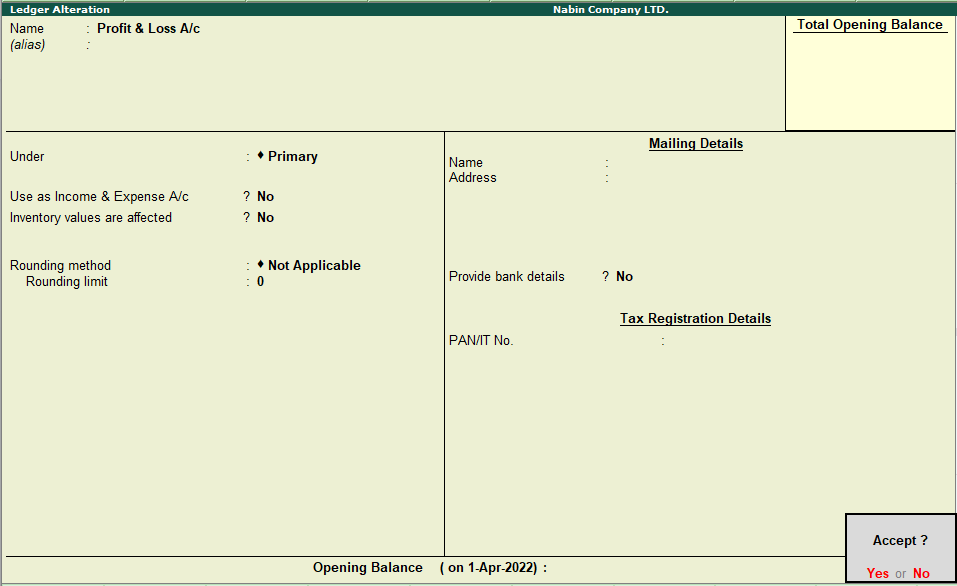 Ledger Alteration Nabin Company LTD.
Name : Profit & Loss A/c
(alias) :
Total Opening Balance
Under : ♦ Primary
Use as Income & Expense A/c ? No
Inventory values are affected ? No
Rounding method : ♦ Not Applicable
Rounding limit : 0
Mailing Details
Name :
Address :
Provide bank details ? No
Tax Registration Details
PAN/IT No. :
Opening Balance ( on 1-Apr-2022) :
Accept ?
Yes or No